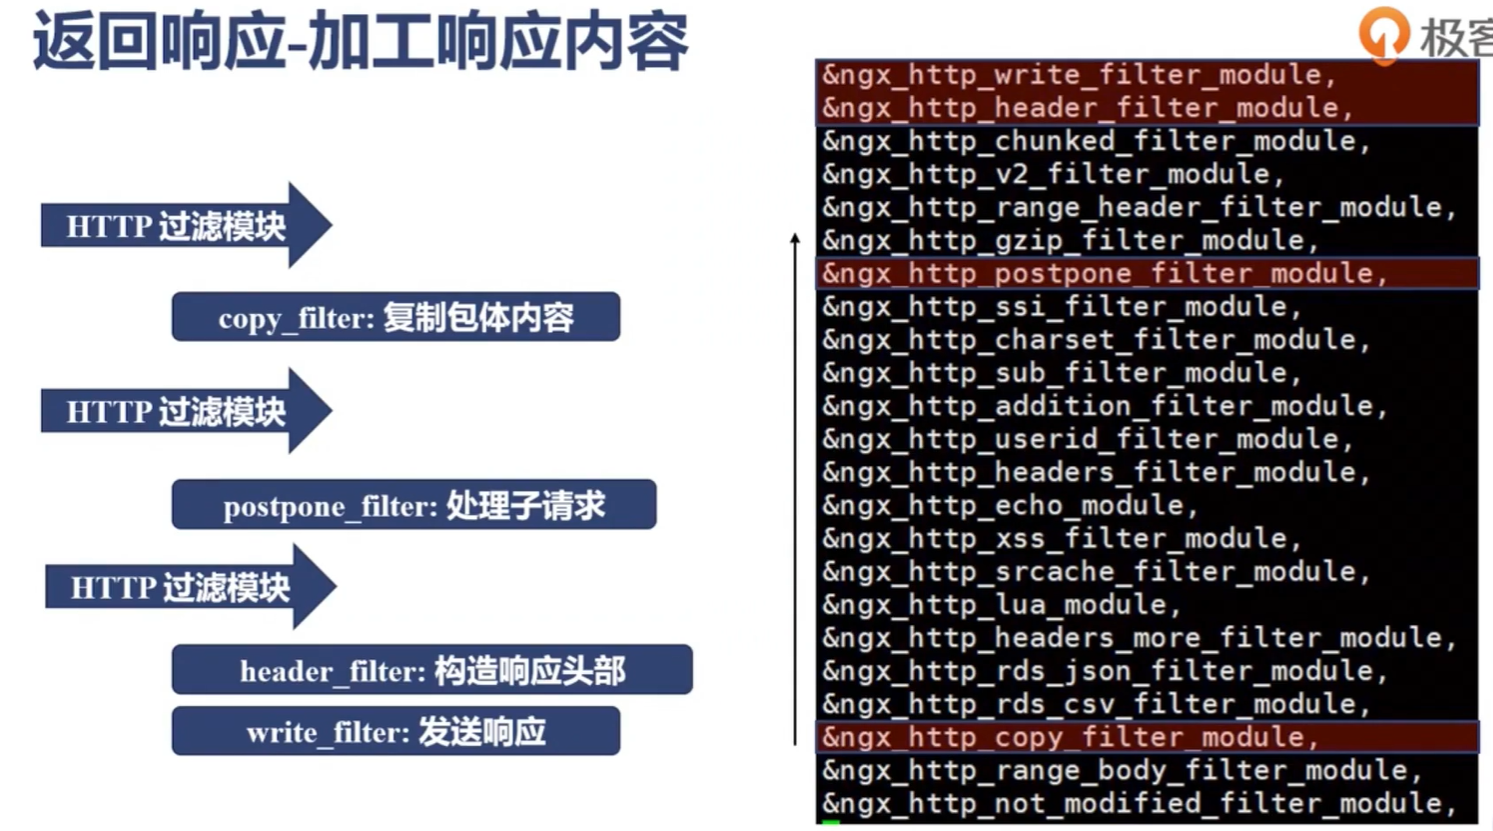 返回响应-加工响应内容
极客
HTTP 过滤模块
copy_filter: 复制包体内容
HTTP 过滤模块
postpone_filter: 处理子请求
HTTP 过滤模块
header_filter: 构造响应头部
write_filter: 发送响应
&ngx_http_write_filter_module,
&ngx_http_header_filter_module,
&ngx_http_chunked_filter_module,
&ngx_http_v2_filter_module,
&ngx_http_range_header_filter_module,
&ngx_http_gzip_filter_module,
&ngx_http_postpone_filter_module,
&ngx_http_ssi_filter_module,
&ngx_http_charset_filter_module,
&ngx_http_sub_filter_module,
&ngx_http_addition_filter_module,
&ngx_http_userid_filter_module,
&ngx_http_headers_filter_module,
&ngx_http_echo_module,
&ngx_http_xss_filter_module,
&ngx_http_srcache_filter_module,
&ngx_http_lua_module,
&ngx_http_headers_more_filter_module,
&ngx_http_rds_json_filter_module,
&ngx_http_rds_csv_filter_module,
&ngx_http_copy_filter_module,
&ngx_http_range_body_filter_module,
&ngx_http_not_modified_filter_module,